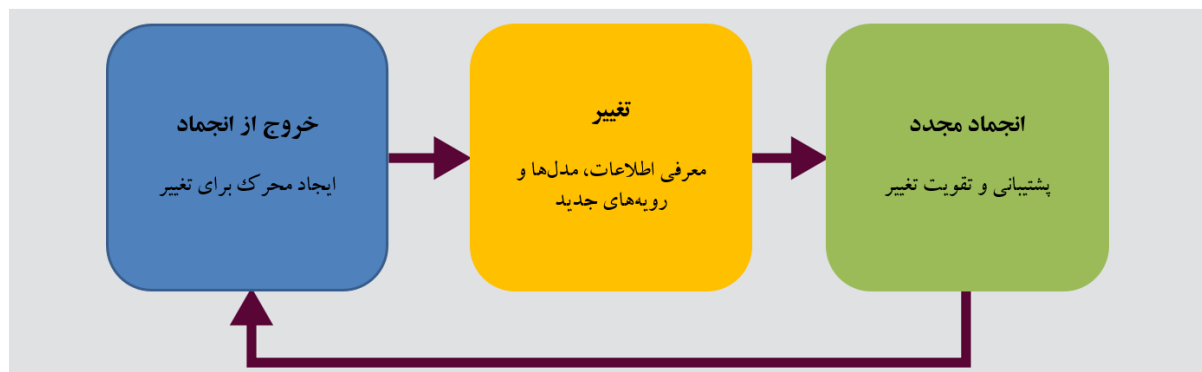 خروج از انجماد
ایجاد محرک برای تغییر
تغییر
معرفی اطلاعات، مدل‌ها و
رویه‌های جدید
انجماد مجدد
پشتیبانی و تقویت تغییر